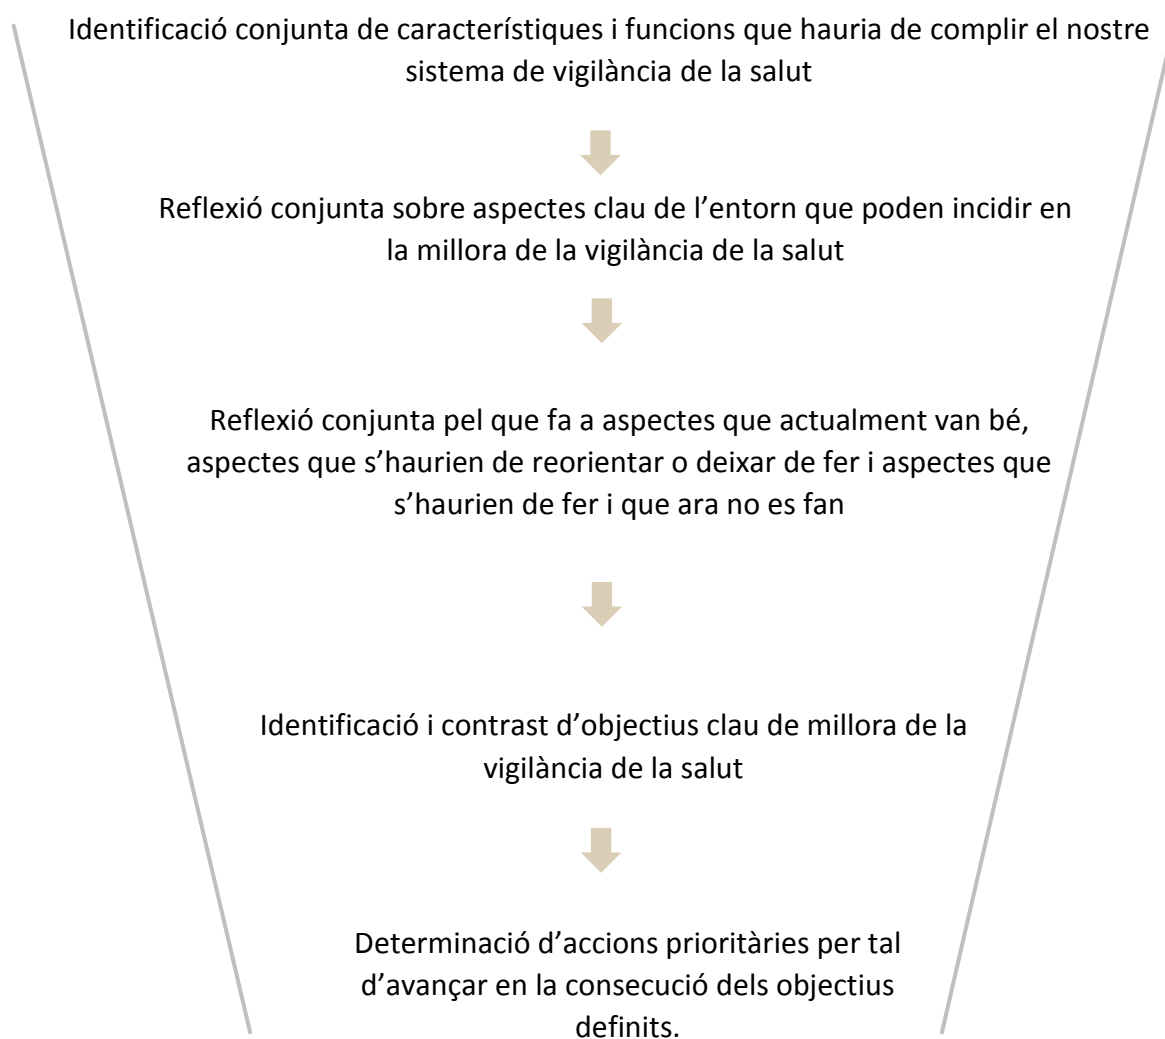 Identificació conjunta de característiques i funcions que hauria de complir el nostre
sistema de vigilància de la salut
Reflexió conjunta sobre aspectes clau de l’entorn que poden incidir en
la millora de la vigilància de la salut
Reflexió conjunta pel que fa a aspectes que actualment van bé,
aspectes que s’haurien de reorientar o deixar de fer i aspectes que
s’haurien de fer i que ara no es fan
Identificació i contrast d’objectius clau de millora de la
vigilància de la salut
Determinació d’accions prioritàries per tal
d’avançar en la consecució dels objectius
definits.